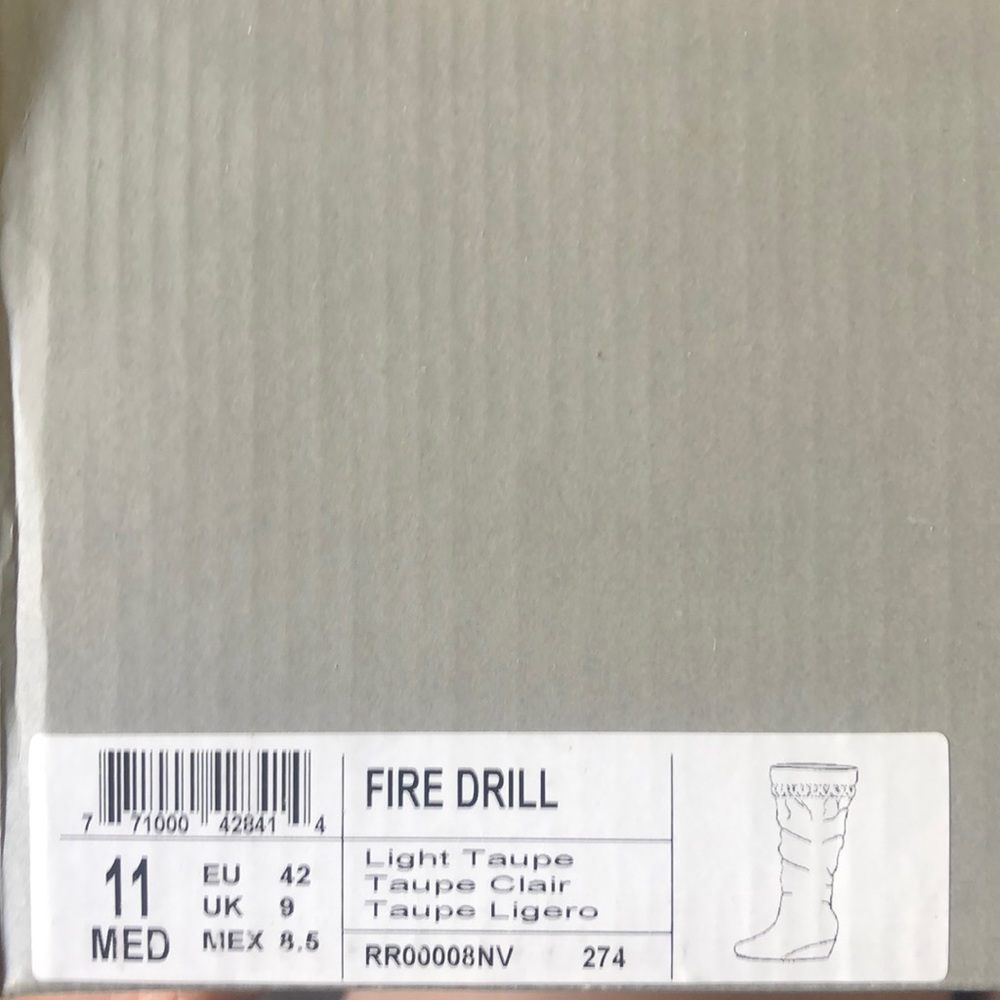 7 71000 42841 4
11
MED
EU 42
UK 9
MEX 8.5
FIRE DRILL
Light Taupe
Taupe Clair
Taupe Ligero
RR00008NV 274